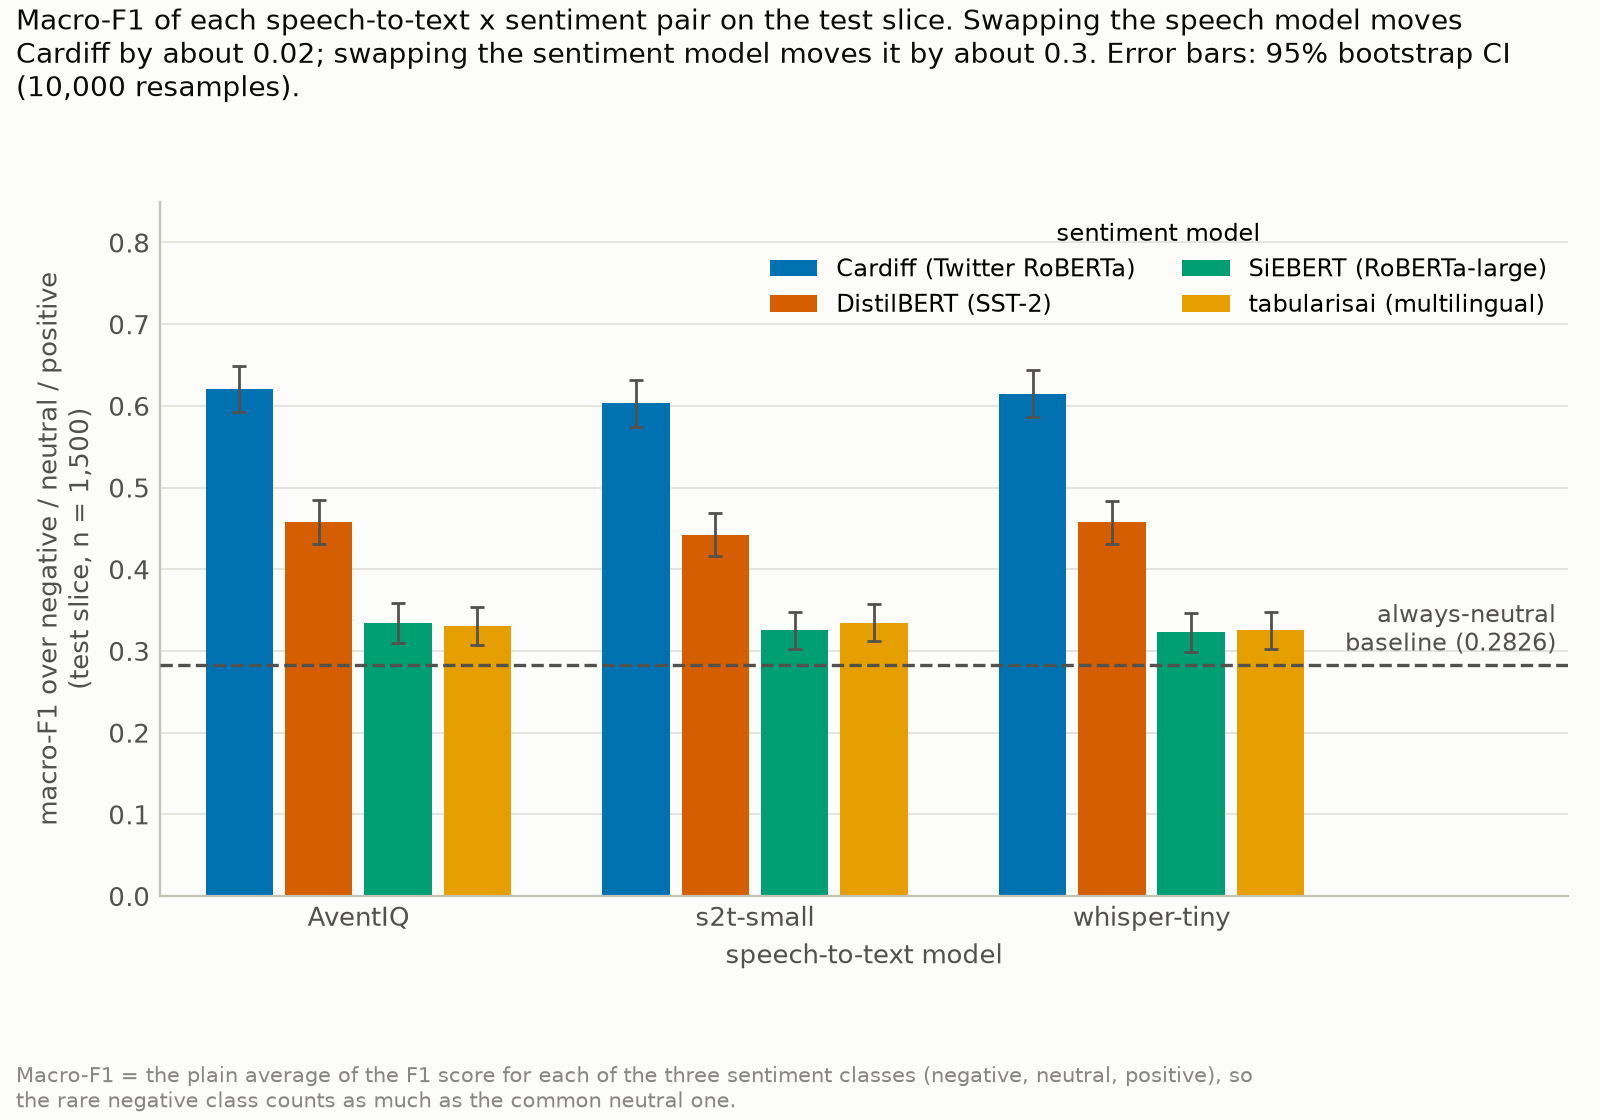 Macro-F1 of each speech-to-text x sentiment pair on the test slice. Swapping the speech model moves
Cardiff by about 0.02; swapping the sentiment model moves it by about 0.3. Error bars: 95% bootstrap CI
(10,000 resamples).
sentiment model
Cardiff (Twitter RoBERTa)
DistilBERT (SST-2)
SiEBERT (RoBERTa-large)
tabularisai (multilingual)
macro-F1 over negative / neutral / positive
(test slice, n = 1,500)
0.8
0.7
0.6
0.5
0.4
0.3
0.2
0.1
0.0
always-neutral
baseline (0.2826)
AventIQ
s2t-small
whisper-tiny
speech-to-text model
Macro-F1 = the plain average of the F1 score for each of the three sentiment classes (negative, neutral, positive), so
the rare negative class counts as much as the common neutral one.